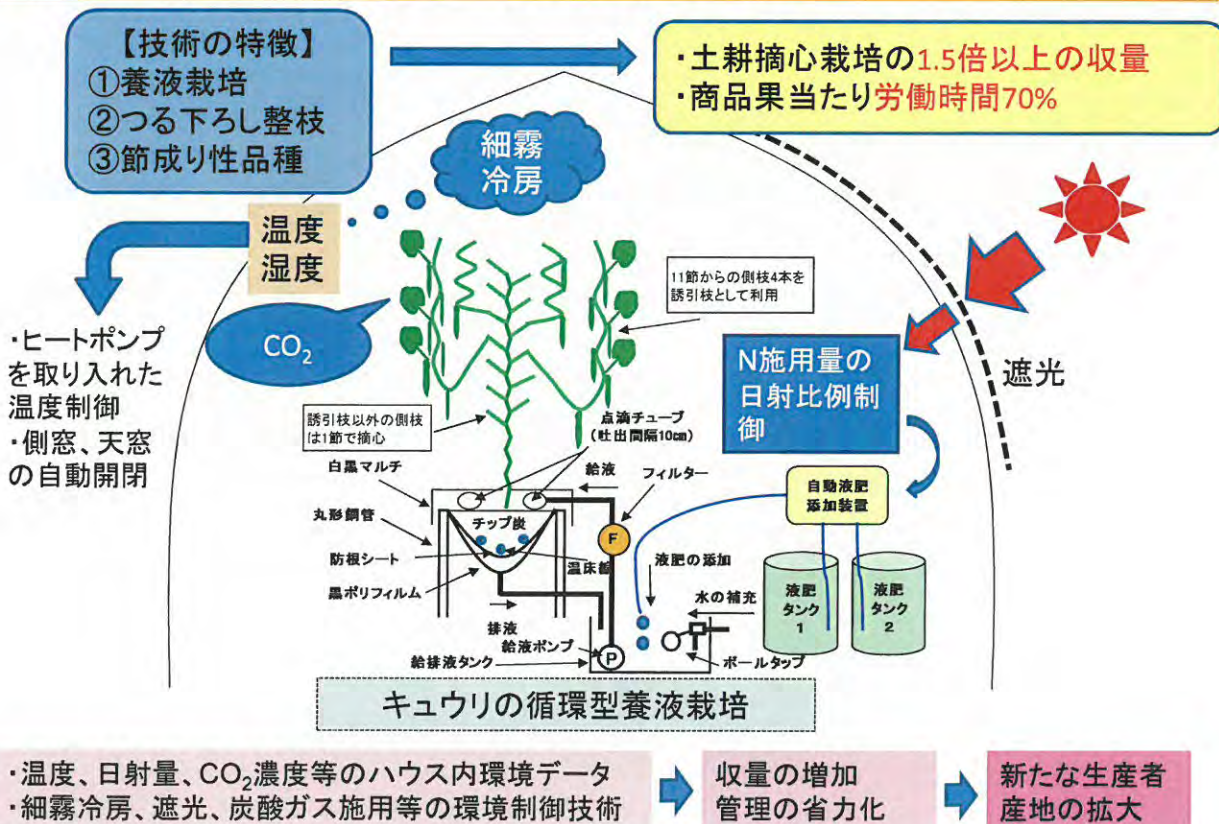 【技術の特徴】
①養液栽培
②つる下ろし整枝
③節成り性品種
・土耕摘心栽培の1.5倍以上の収量
・商品果当たり労働時間70%
細霧
冷房
温度
湿度
CO₂
11節からの側枝4本を
誘引枝として利用
・ヒートポンプ
を取り入れた
温度制御
・側窓、天窓
の自動開閉
N施用量の
日射比例制
御
遮光
誘引枝以外の側枝
は1節で摘心
点滴チューブ
(吐出間隔10㎝)
白黒マルチ
給液
フィルター
自動液肥
添加装置
丸形鋼管
チップ炭
F
防根シート
温床線
液肥の添加
黒ポリフィルム
水の補充
液肥
タンク
1
液肥
タンク
2
排液
給液ポンプ
給排液タンク
P
ボールタップ
キュウリの循環型養液栽培
・温度、日射量、CO₂濃度等のハウス内環境データ
・細霧冷房、遮光、炭酸ガス施用等の環境制御技術
収量の増加
管理の省力化
新たな生産者
産地の拡大